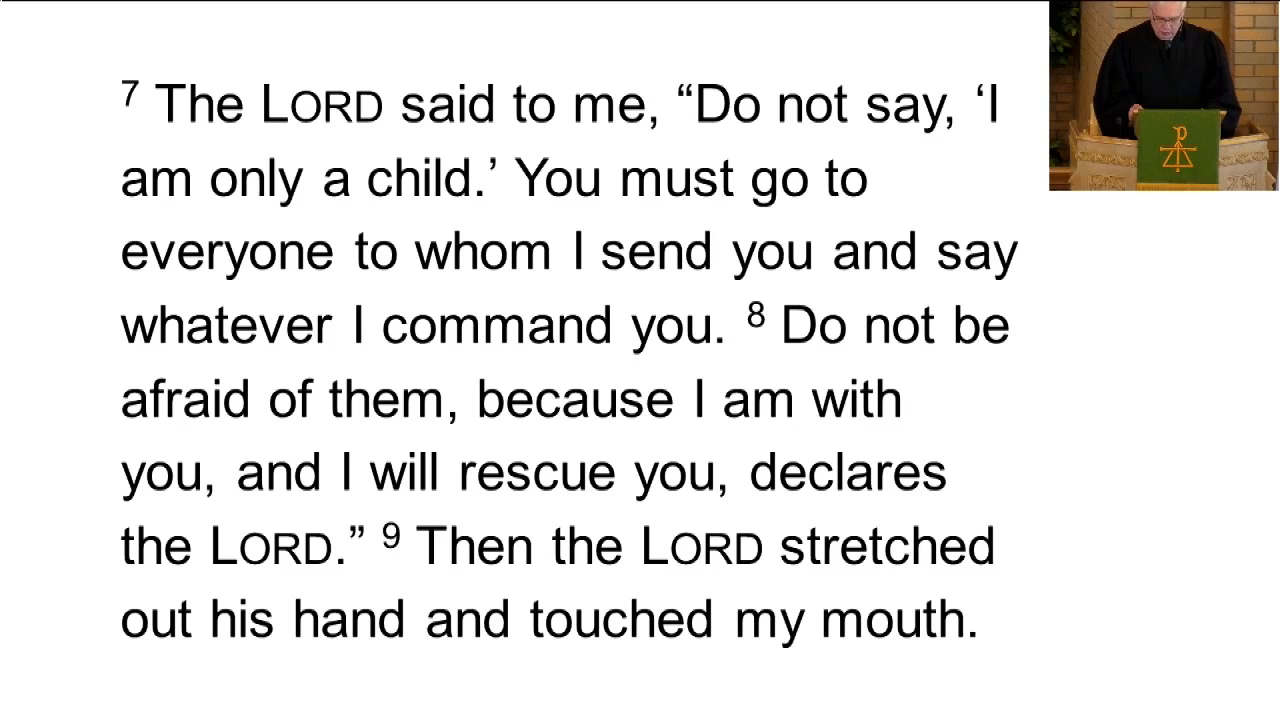 7 The LORD said to me, “Do not say, ‘I
am only a child.’ You must go to
everyone to whom I send you and say
whatever I command you. 8 Do not be
afraid of them, because I am with
you, and I will rescue you, declares
the LORD.” 9 Then the LORD stretched
out his hand and touched my mouth.